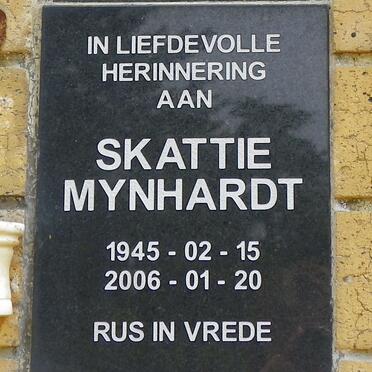 IN LIEFDEVOLLE
HERINNERING
AAN
SKATTIE
MYNHARDT
1945 - 02 - 15
2006 - 01 - 20
RUS IN VREDE